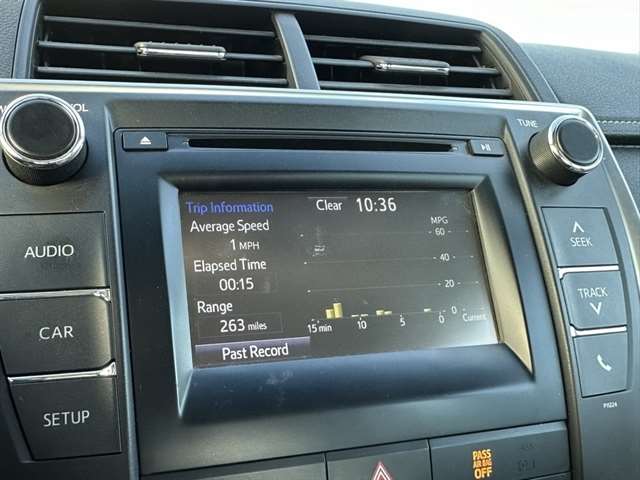 VOL
TUNE
Trip Information
Clear 10:36
Average Speed
1 MPH
Elapsed Time
00:15
Range
263 miles
Past Record
MPG
60
40
20
0
15 min 10 5 0 Current
AUDIO
CAR
SETUP
SEEK
TRACK
P11224
PASS
AIR BAG
OFF